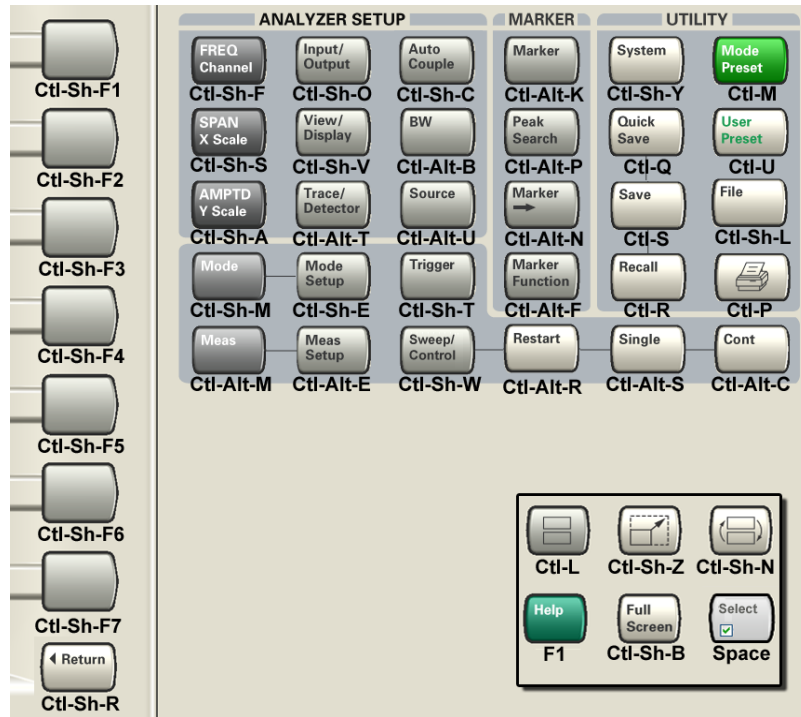 ANALYZER SETUP MARKER UTILITY
FREQ Channel Input/ Output Auto Couple Marker System Mode Preset
Ctl-Sh-F1 Ctl-Sh-F Ctl-Sh-O Ctl-Sh-C Ctl-Alt-K Ctl-Sh-Y Ctl-M
SPAN X Scale View/ Display BW Peak Search Quick Save User Preset
Ctl-Sh-F2 Ctl-Sh-S Ctl-Sh-V Ctl-Alt-B Ctl-Alt-P Ctl-Q Ctl-U
AMPTD Y Scale Trace/ Detector Source Marker Save File
Ctl-Sh-A Ctl-Alt-T Ctl-Alt-U Ctl-Alt-N Ctl-S Ctl-Sh-L
Ctl-Sh-F3 Mode Mode Setup Trigger Marker Function Recall
Ctl-Sh-M Ctl-Sh-E Ctl-Sh-T Ctl-Alt-F Ctl-R Ctl-P
Ctl-Sh-F4 Meas Meas Setup Sweep/ Control Restart Single Cont
Ctl-Alt-M Ctl-Alt-E Ctl-Sh-W Ctl-Alt-R Ctl-Alt-S Ctl-Alt-C
Ctl-Sh-F5
Ctl-Sh-F6
Ctl-L Ctl-Sh-Z Ctl-Sh-N
Ctl-Sh-F7 Help Full Screen Select
F1 Ctl-Sh-B Space
Return
Ctl-Sh-R